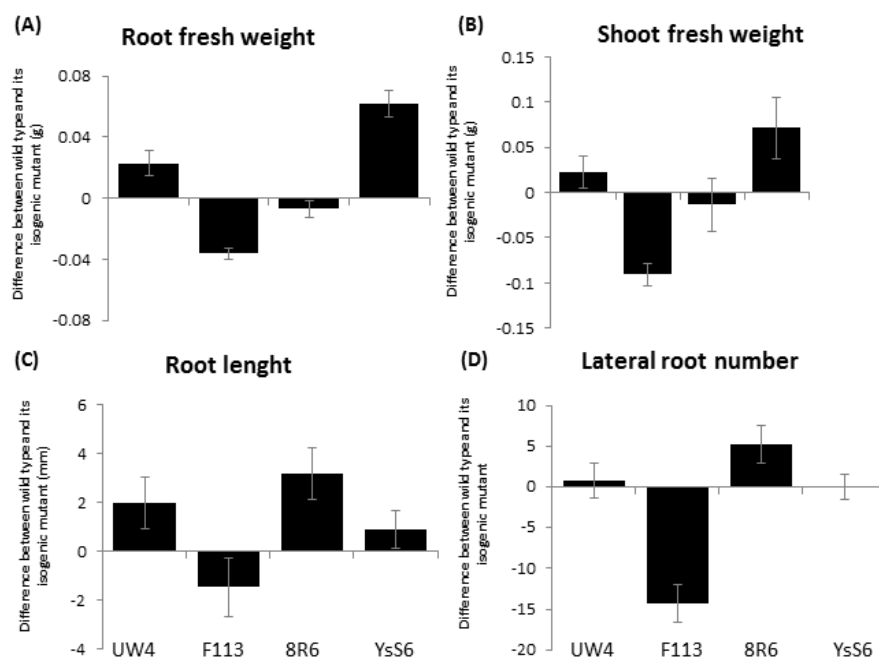 (A)
Root fresh weight
Difference between wild type and its
isogenic mutant (g)
0.08
0.04
0
-0.04
-0.08
(B)
Shoot fresh weight
Difference between wild type and its
isogenic mutant (g)
0.15
0.1
0.05
0
-0.05
-0.1
-0.15
(C)
Root lenght
Difference between wild type and its
isogenic mutant (mm)
6
4
2
0
-2
-4
UW4 F113 8R6 YsS6
(D)
Lateral root number
Difference between wild type and its
isogenic mutant
10
5
0
-5
-10
-15
-20
UW4 F113 8R6 YsS6